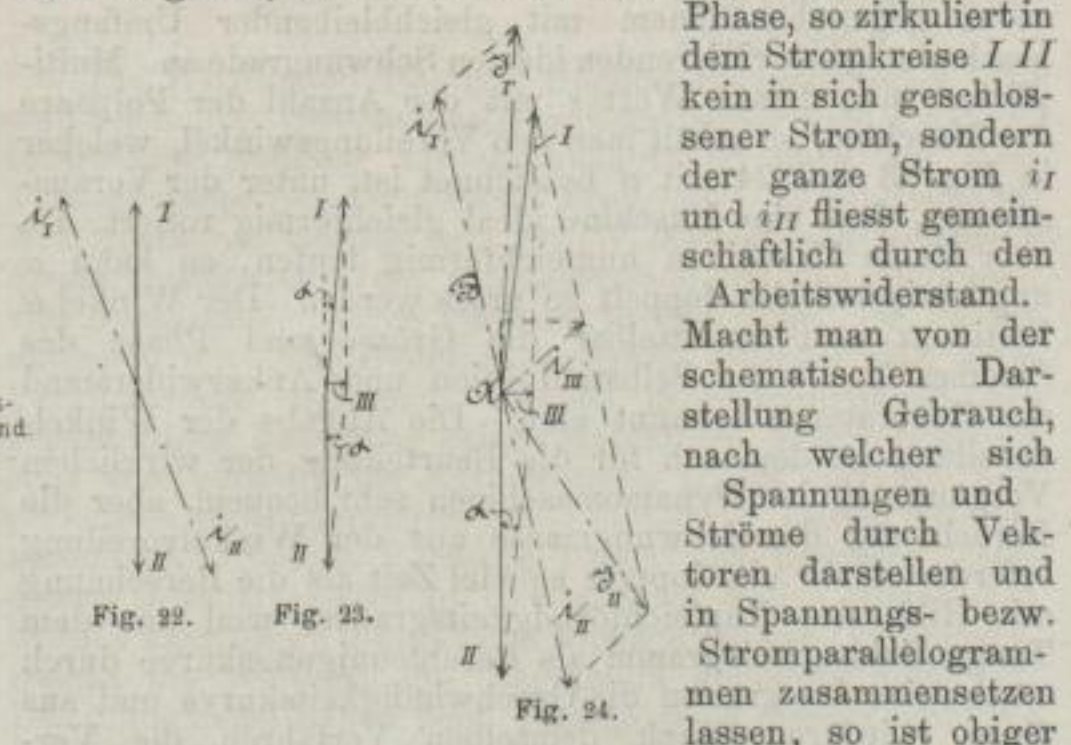 Phase, so zirkuliert in
dem Stromkreise I II
kein in sich geschlos-
sener Strom, sondern
der ganze Strom iI
und iII fliesst gemein-
schaftlich durch den
Arbeitswiderstand.
Macht man von der
schematischen Dar-
stellung Gebrauch,
nach welcher sich
Spannungen und
Ströme durch Vek-
toren darstellen und
in Spannungs- bezw.
Stromparallelogram-
men zusammensetzen
lassen, so ist obiger
iI I
II iII
Fig. 22.
I
α
III
α
II
Fig. 23.
JI
iI I
iIII
III
α
JII
iII
II
Fig. 24.
nd